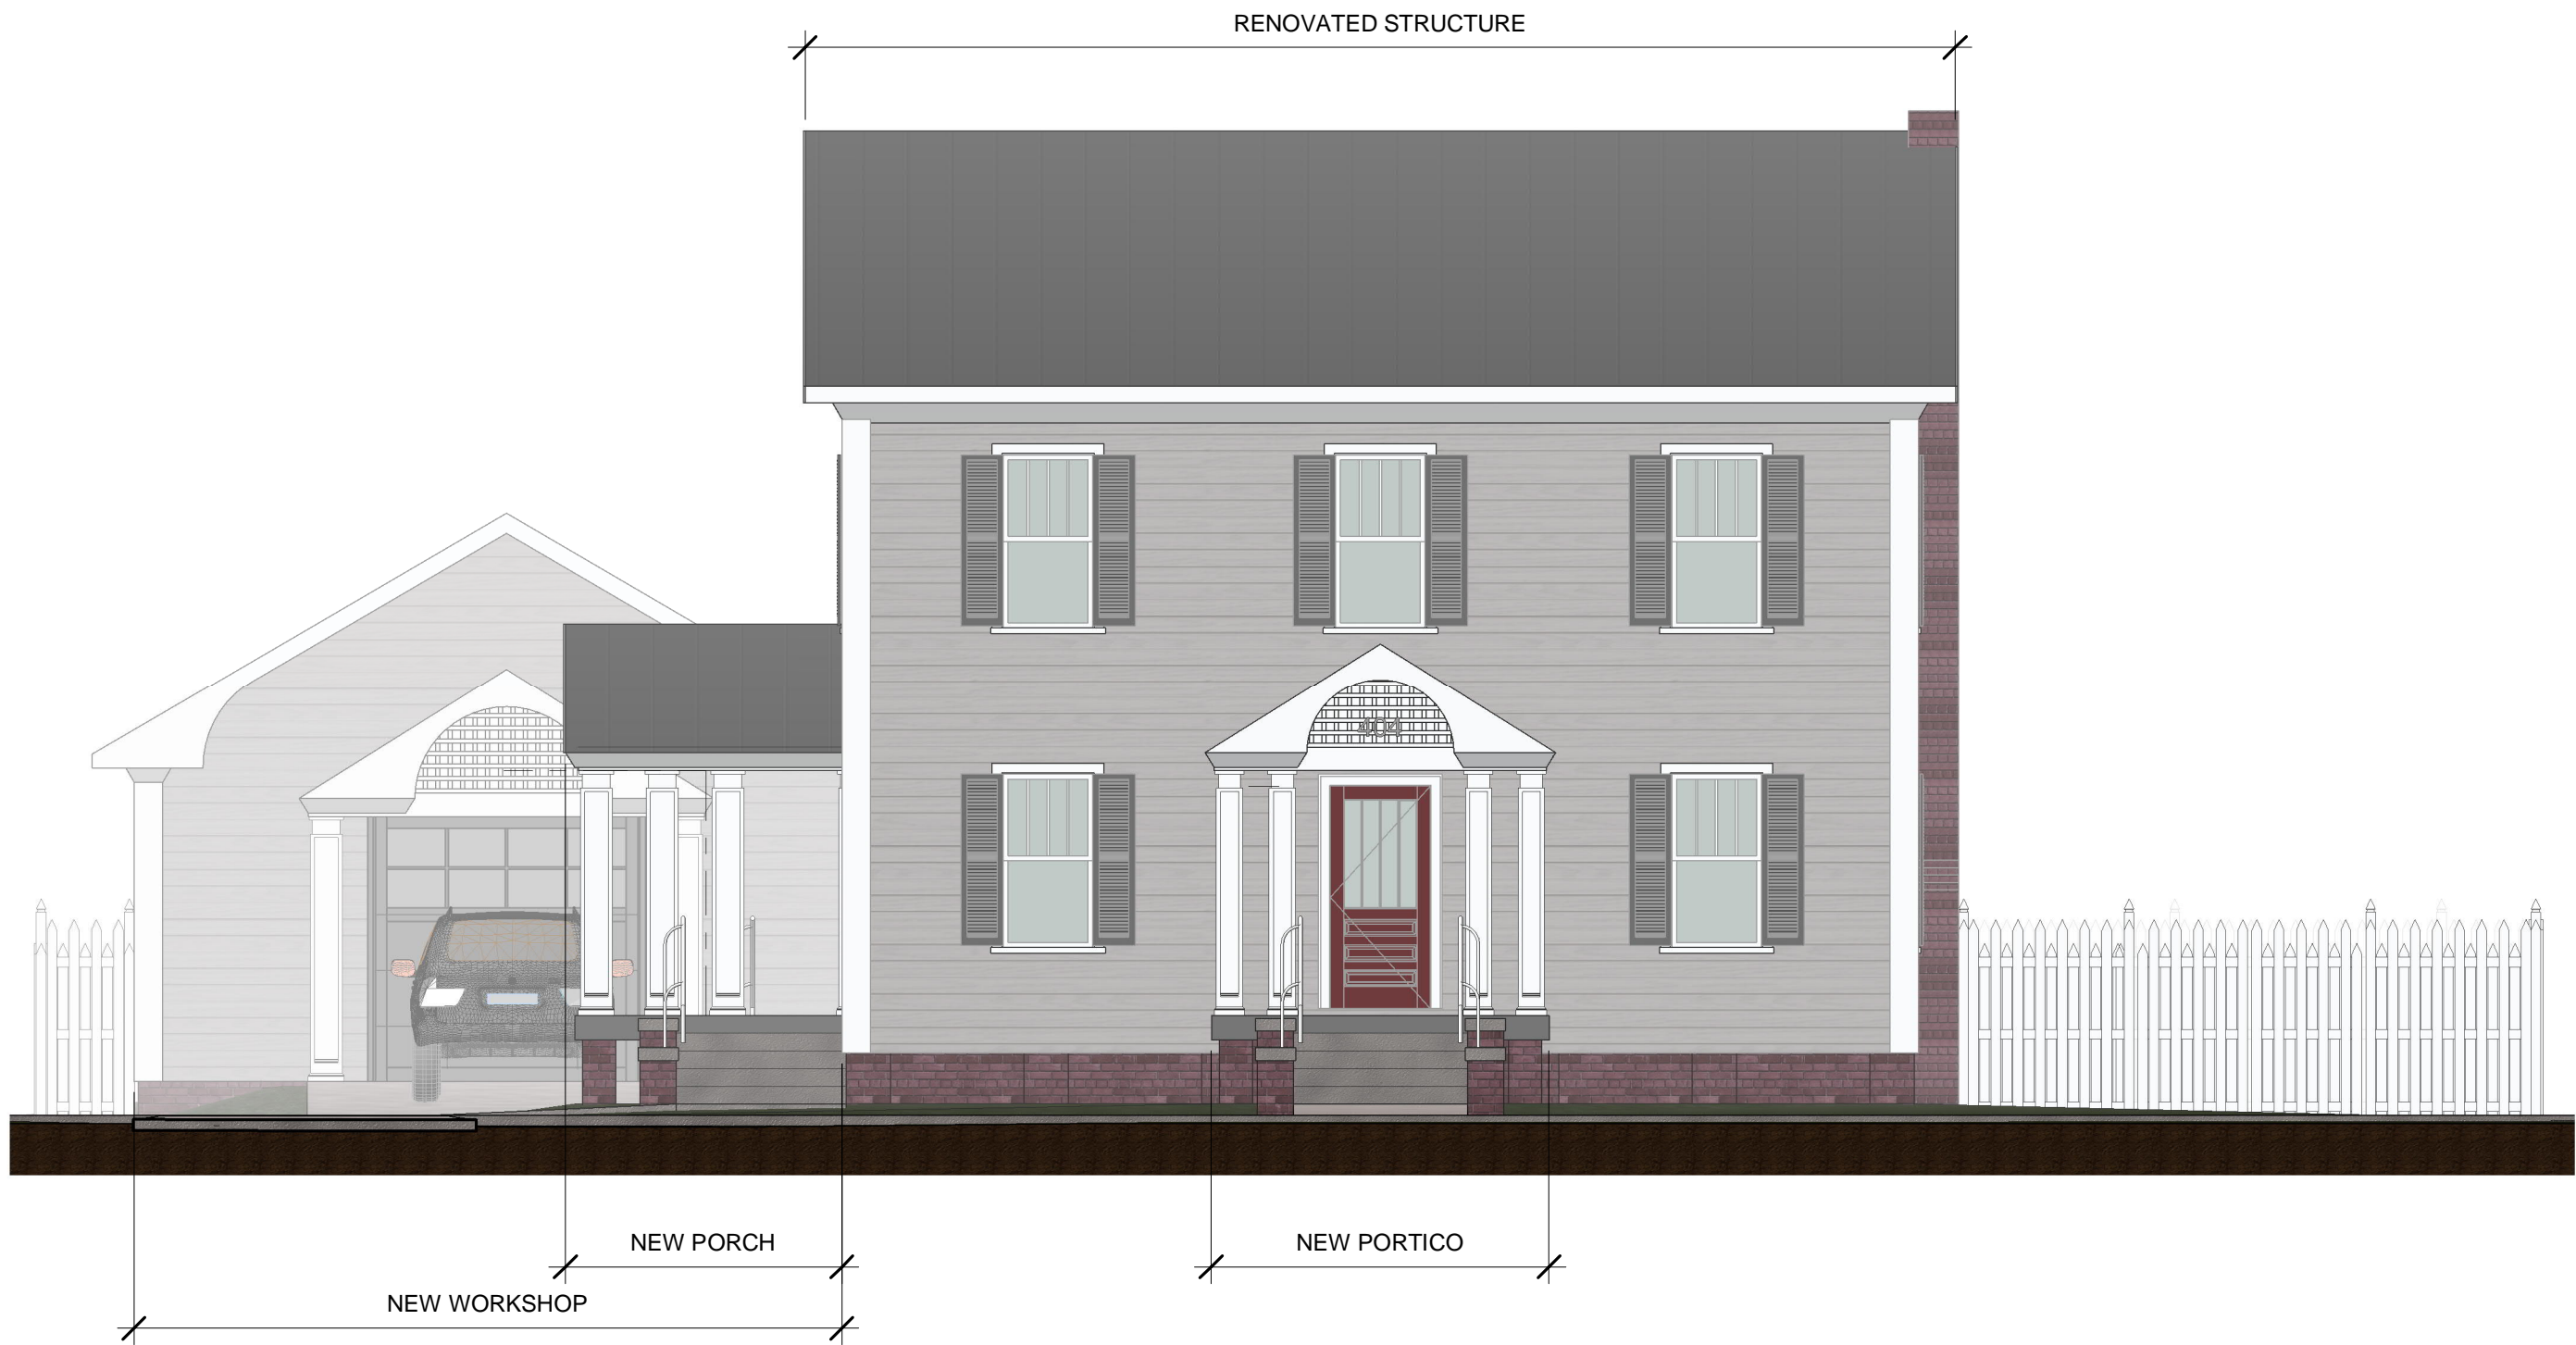 RENOVATED STRUCTURE
404
NEW PORCH
NEW PORTICO
NEW WORKSHOP